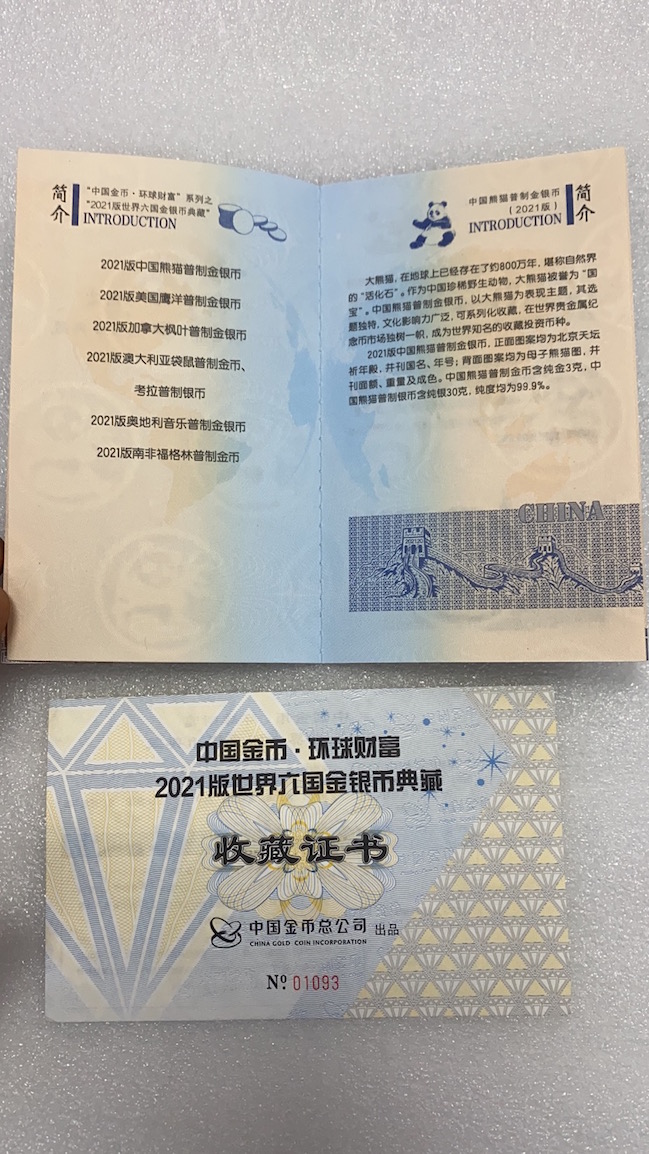 简介
"中国金币·环球财富"系列之
"2021版世界六国金银币典藏"
INTRODUCTION
2021版中国熊猫普制金银币
2021版美国鹰洋普制金银币
2021版加拿大枫叶普制金银币
2021版澳大利亚袋鼠普制金币、
考拉普制银币
2021版奥地利音乐普制金银币
2021版南非福格林普制金币
中国熊猫普制金银币
（2021版）
INTRODUCTION
简介
大熊猫，在地球上已经存在了约800万年，堪称自然界
的"活化石"。作为中国珍稀野生动物，大熊猫被誉为"国
宝"。中国熊猫普制金银币，以大熊猫为表现主题，其选
题独特，文化影响力广泛，可系列化收藏，在世界贵金属纪
念币市场独树一帜，成为世界知名的收藏投资币种。
2021版中国熊猫普制金银币，正面图案均为北京天坛
祈年殿，并刊国名、年号；背面图案均为母子熊猫图，并
刊面额、重量及成色。中国熊猫普制金币含纯金3克，中
国熊猫普制银币含纯银30克，纯度均为99.9%。
CHINA
中国金币·环球财富
2021版世界六国金银币典藏
收藏证书
中国金币总公司 出品
CHINA GOLD COIN INCORPORATION
Nº 01093